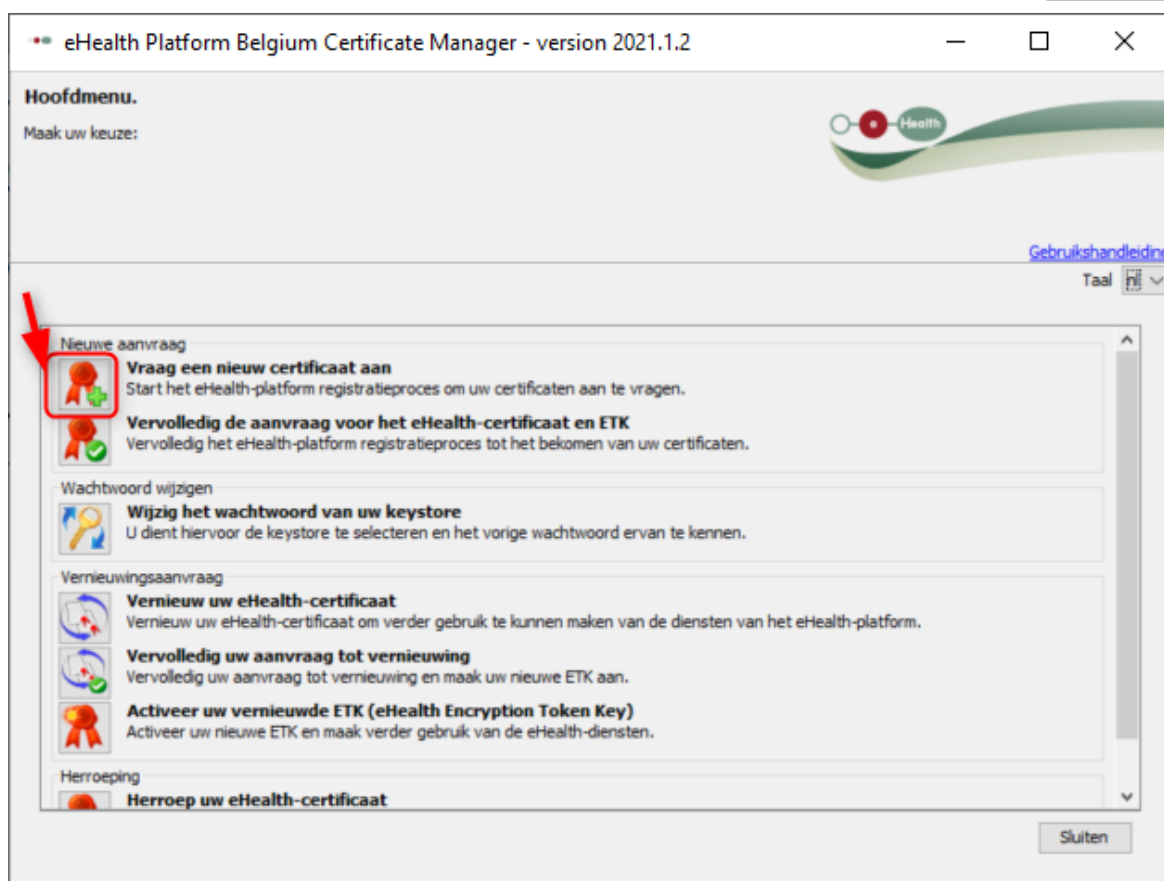 eHealth Platform Belgium Certificate Manager - version 2021.1.2
Hoofdmenu.
Maak uw keuze:
e Health
Gebruikshandleiding
Taal nl
Nieuwe aanvraag
Vraag een nieuw certificaat aan
Start het eHealth-platform registratieproces om uw certificaten aan te vragen.
Vervolledig de aanvraag voor het eHealth-certificaat en ETK
Vervolledig het eHealth-platform registratieproces tot het bekomen van uw certificaten.
Wachtwoord wijzigen
Wijzig het wachtwoord van uw keystore
U dient hiervoor de keystore te selecteren en het vorige wachtwoord ervan te kennen.
Vernieuwingsaanvraag
Vernieuw uw eHealth-certificaat
Vernieuw uw eHealth-certificaat om verder gebruik te kunnen maken van de diensten van het eHealth-platform.
Vervolledig uw aanvraag tot vernieuwing
Vervolledig uw aanvraag tot vernieuwing en maak uw nieuwe ETK aan.
Activeer uw vernieuwde ETK (eHealth Encryption Token Key)
Activeer uw nieuwe ETK en maak verder gebruik van de eHealth-diensten.
Herroeping
Herroep uw eHealth-certificaat
Sluiten